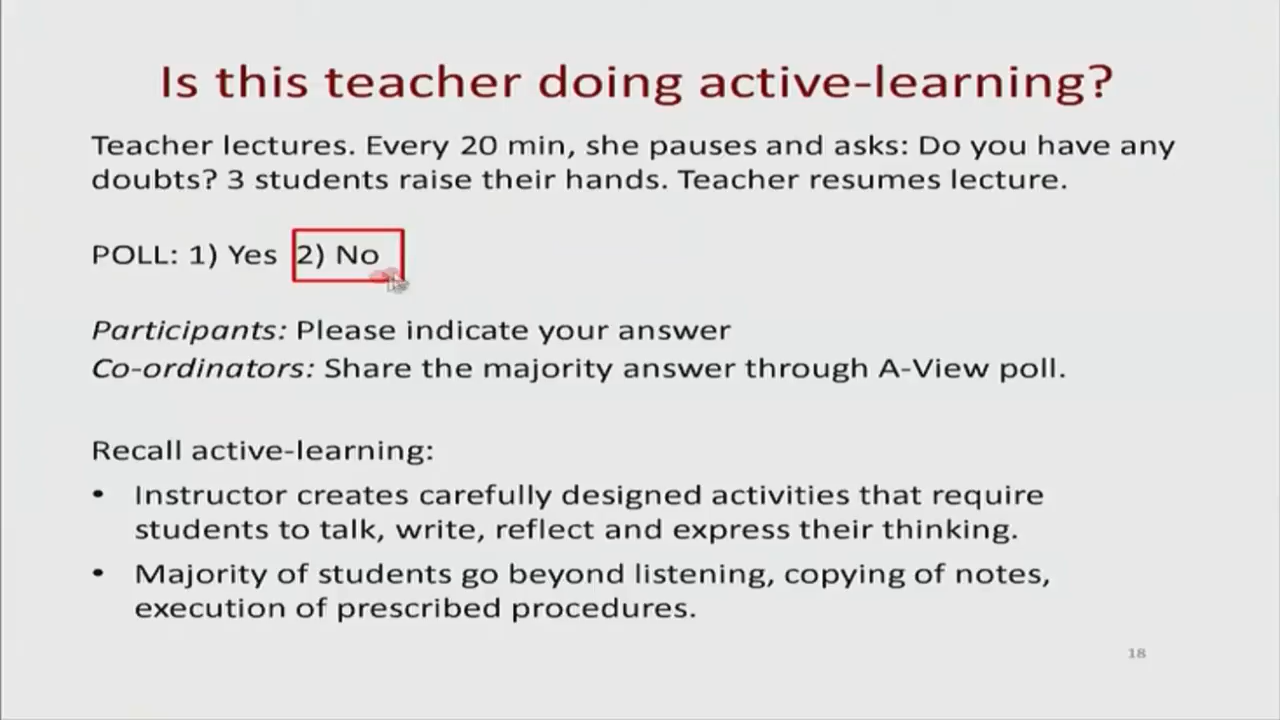 Is this teacher doing active-learning?
Teacher lectures. Every 20 min, she pauses and asks: Do you have any
doubts? 3 students raise their hands. Teacher resumes lecture.
POLL: 1) Yes 2) No
Participants: Please indicate your answer
Co-ordinators: Share the majority answer through A-View poll.
Recall active-learning:
• Instructor creates carefully designed activities that require
students to talk, write, reflect and express their thinking.
• Majority of students go beyond listening, copying of notes,
execution of prescribed procedures.
18